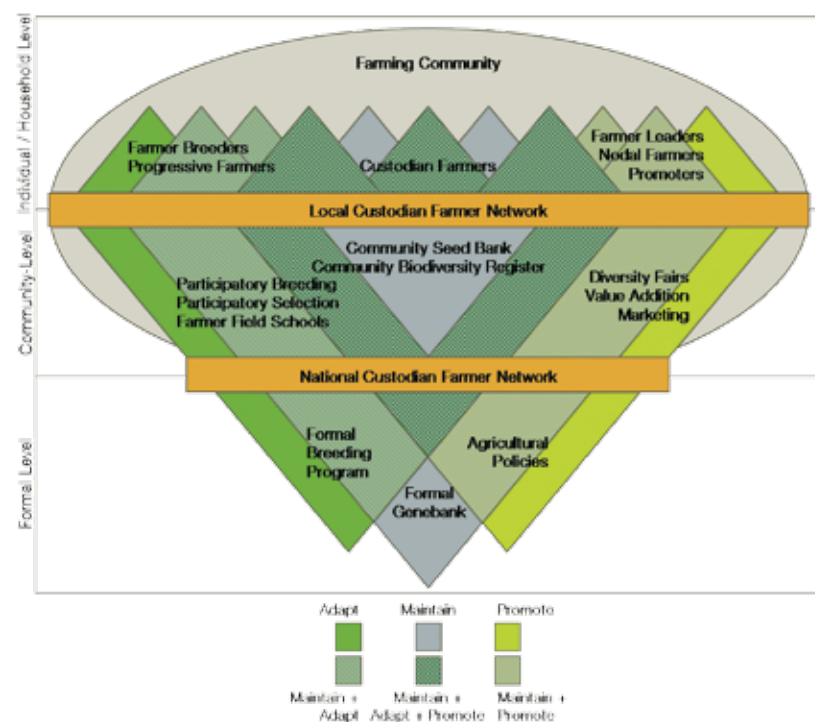 Individual / Household Level
Farming Community
Farmer Breeders
Progressive Farmers
Custodian Farmers
Farmer Leaders
Nodal Farmers
Promoters
Local Custodian Farmer Network
Community-Level
Community Seed Bank
Community Biodiversity Register
Participatory Breeding
Participatory Selection
Farmer Field Schools
Diversity Fairs
Value Addition
Marketing
National Custodian Farmer Network
Formal Level
Formal
Breeding
Program
Agricultural
Policies
Formal
Genebank
Adapt
Maintain
Promote
Maintain +
Adapt
Maintain +
Adapt + Promote
Maintain +
Promote